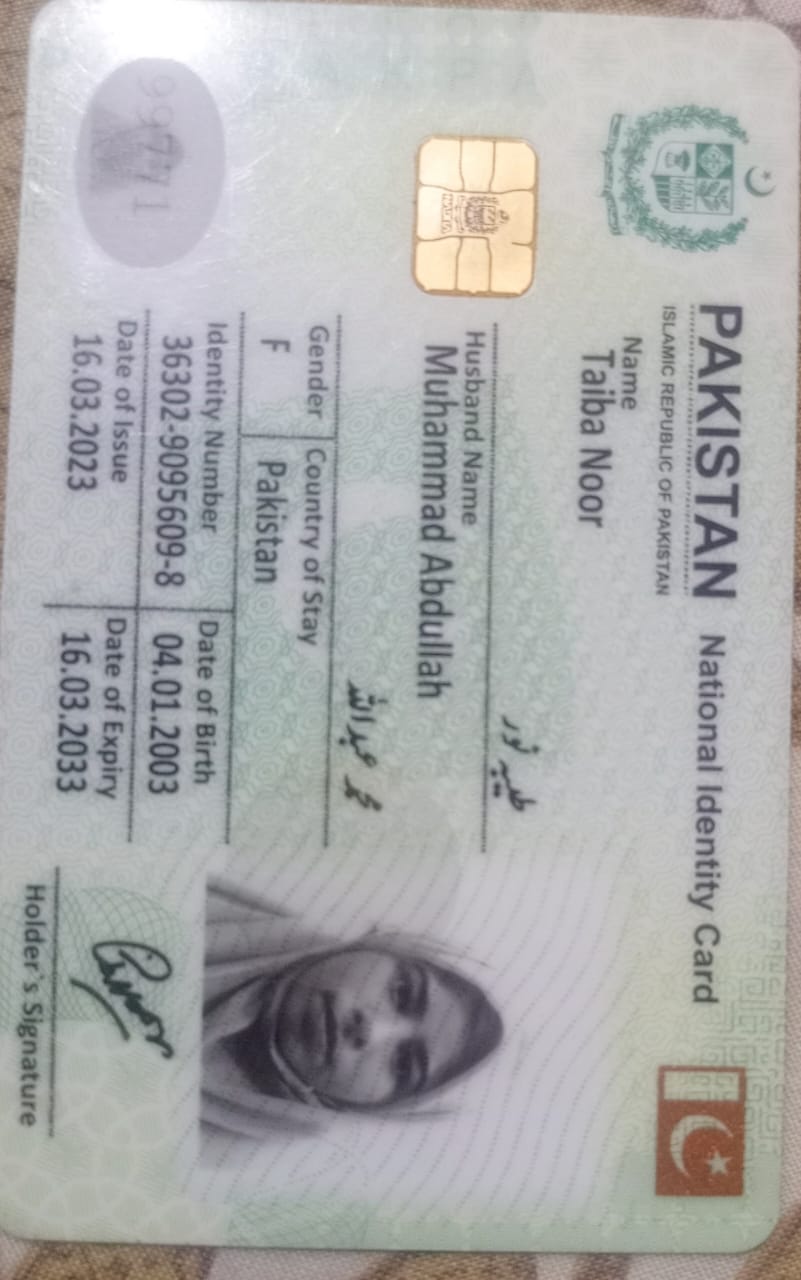 PAKISTAN National Identity Card
ISLAMIC REPUBLIC OF PAKISTAN
Name
Taiba Noor
طیبہ نور
Husband Name
Muhammad Abdullah
محمد عبداللہ
Gender Country of Stay
F Pakistan
Identity Number Date of Birth
36302-9095609-8 04.01.2003
Date of Issue Date of Expiry
16.03.2023 16.03.2033
Holder's Signature